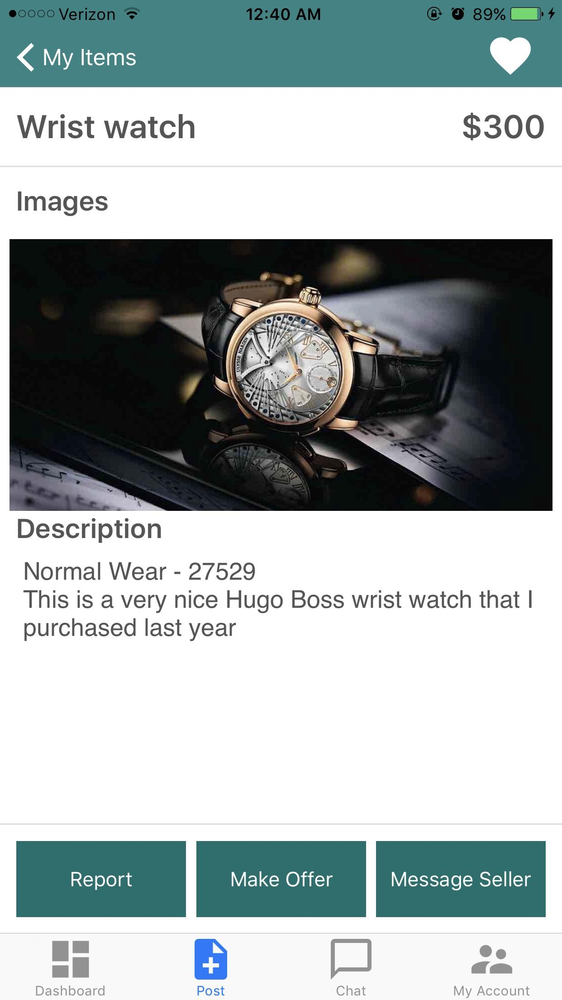 Verizon
12:40 AM
89%
My Items
Wrist watch
$300
Images
ULYSSE NARDIN
Description
Normal Wear - 27529
This is a very nice Hugo Boss wrist watch that I
purchased last year
Report
Make Offer
Message Seller
Dashboard
Post
Chat
My Account